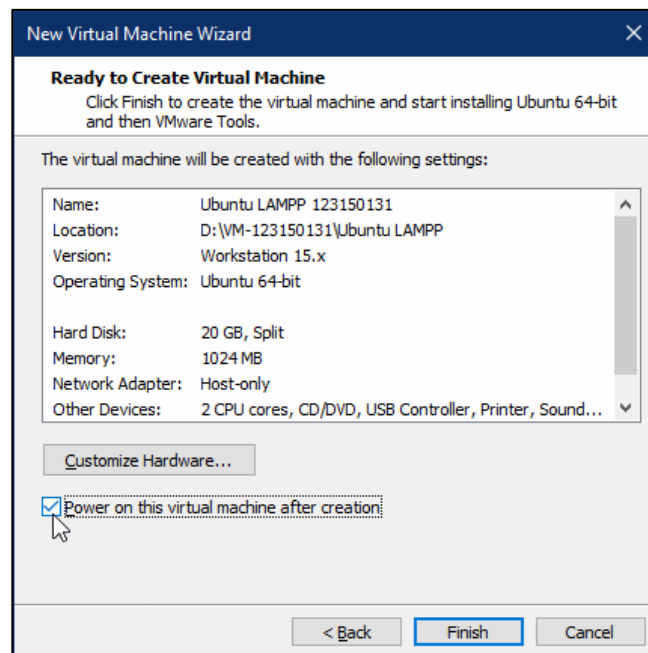 New Virtual Machine Wizard
Ready to Create Virtual Machine
Click Finish to create the virtual machine and start installing Ubuntu 64-bit
and then VMware Tools.
The virtual machine will be created with the following settings:
Name: Ubuntu LAMPP 123150131
Location: D:\VM-123150131\Ubuntu LAMPP
Version: Workstation 15.x
Operating System: Ubuntu 64-bit
Hard Disk: 20 GB, Split
Memory: 1024 MB
Network Adapter: Host-only
Other Devices: 2 CPU cores, CD/DVD, USB Controller, Printer, Sound...
Customize Hardware...
Power on this virtual machine after creation
< Back Finish Cancel